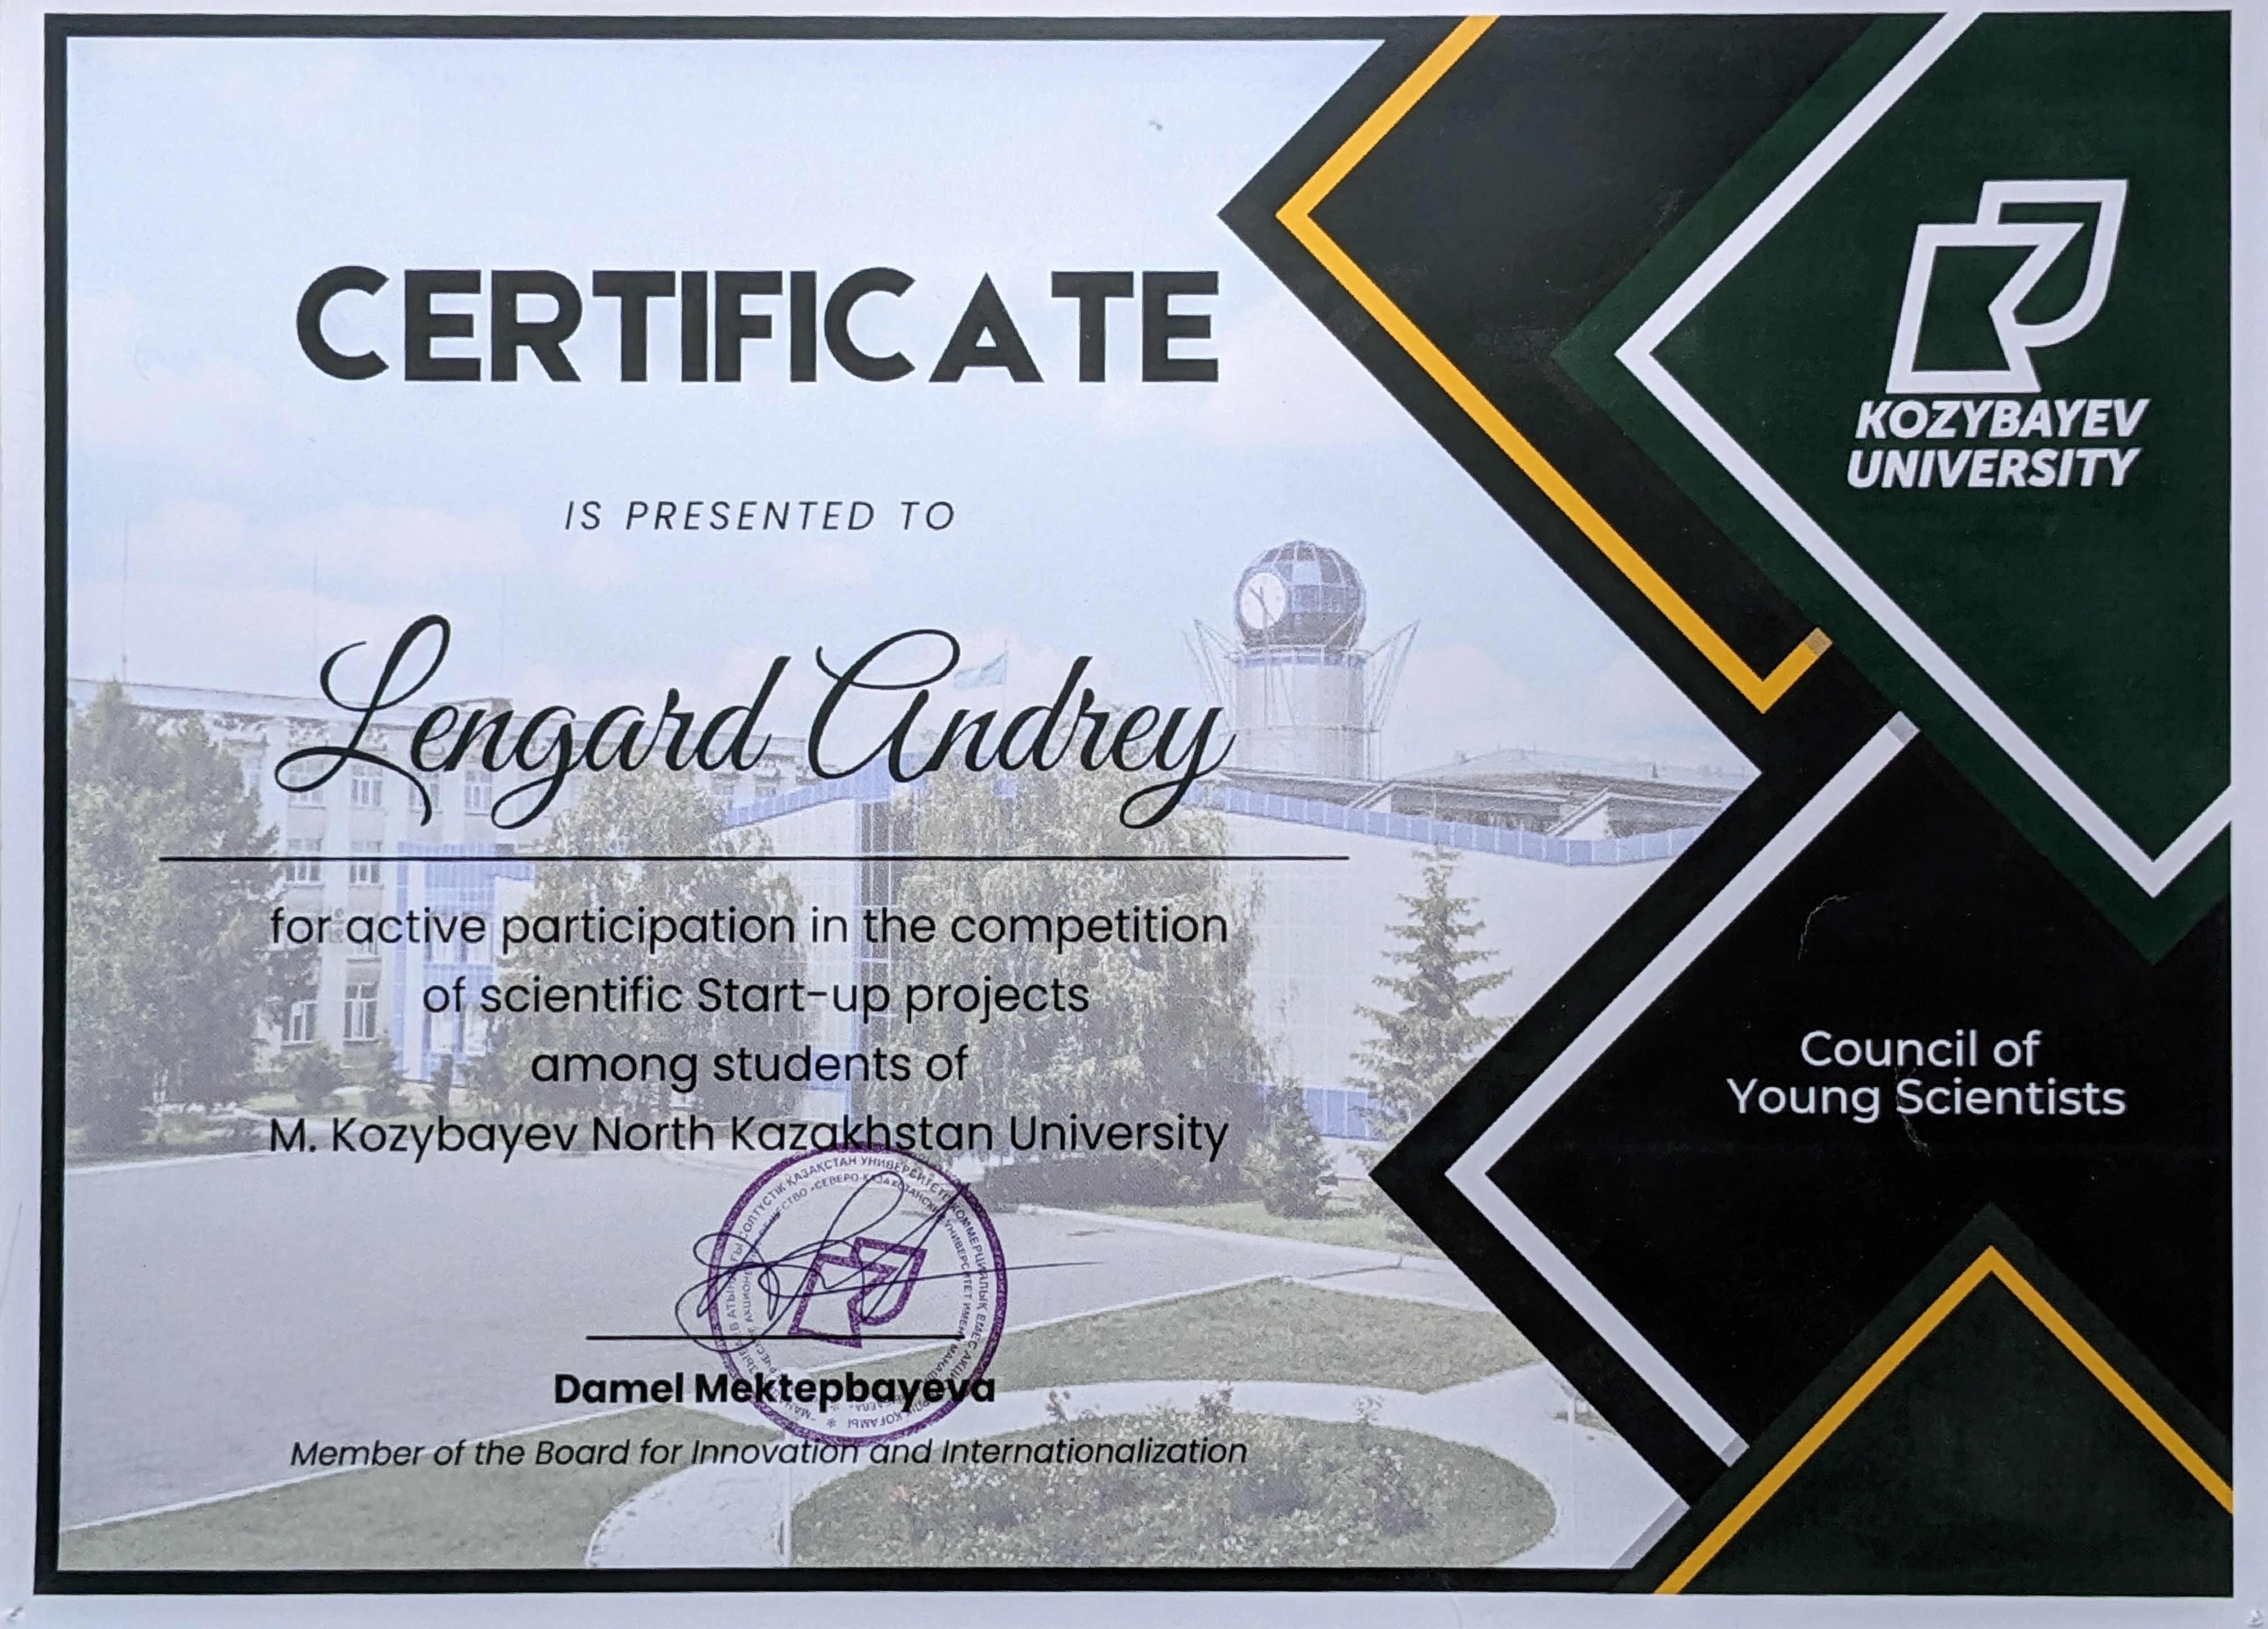 CERTIFICATE
IS PRESENTED TO
Lengard Andrey
for active participation in the competition
of scientific Start-up projects
among students of
M. Kozybayev North Kazakhstan University
Damel Mektepbayeva
Member of the Board for Innovation and Internationalization
KOZYBAYEV
UNIVERSITY
Council of
Young Scientists